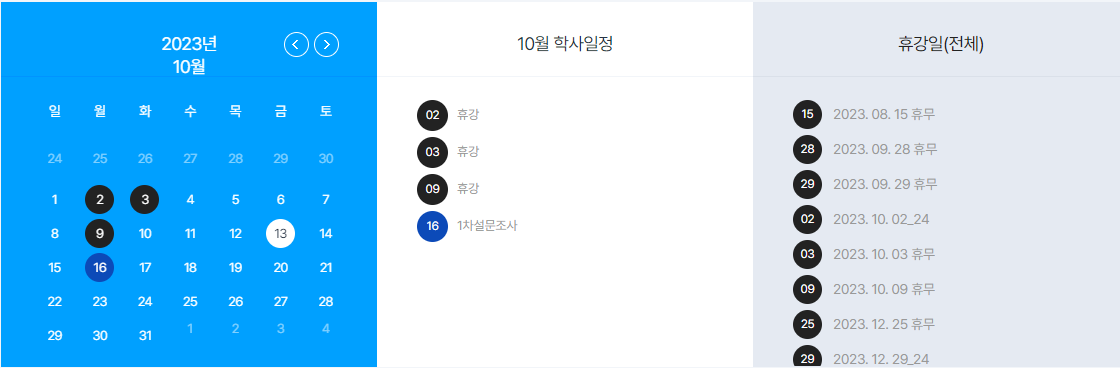 2023년
10월
일 월 화 수 목 금 토
24 25 26 27 28 29 30
1 2 3 4 5 6 7
8 9 10 11 12 13 14
15 16 17 18 19 20 21
22 23 24 25 26 27 28
29 30 31 1 2 3 4
10월 학사일정
02 휴강
03 휴강
09 휴강
16 1차설문조사
휴강일(전체)
15 2023. 08. 15 휴무
28 2023. 09. 28 휴무
29 2023. 09. 29 휴무
02 2023. 10. 02_24
03 2023. 10. 03 휴무
09 2023. 10. 09 휴무
25 2023. 12. 25 휴무
29 2023. 12. 29_24